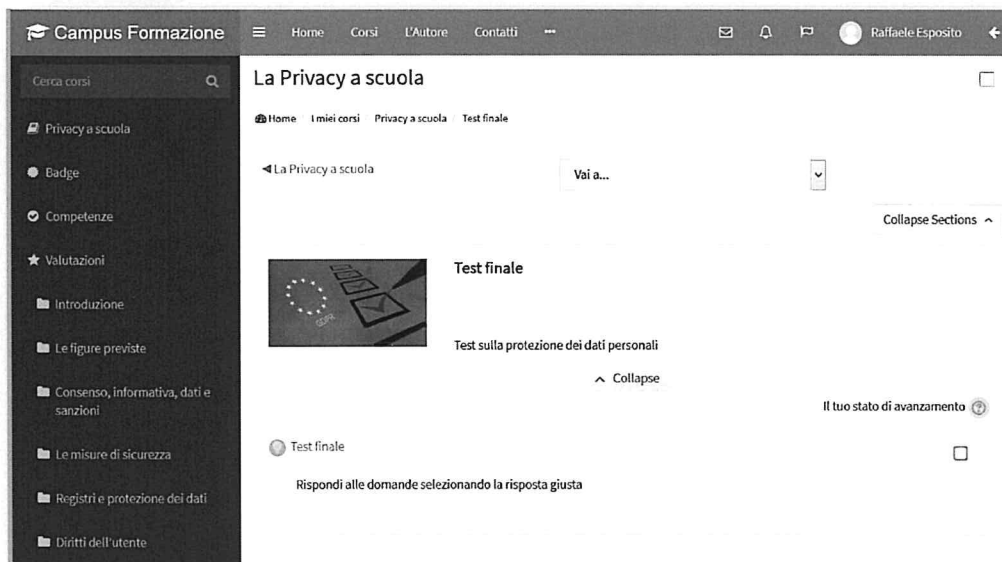 Campus Formazione
Home Corsi L'Autore Contatti
Raffaele Esposito
Cerca corsi
Privacy a scuola
Badge
Competenze
Valutazioni
Introduzione
Le figure previste
Consenso, informativa, dati e
sanzioni
Le misure di sicurezza
Registri e protezione dei dati
Diritti dell'utente
La Privacy a scuola
Home I miei corsi Privacy a scuola Test finale
La Privacy a scuola
Vai a...
Collapse Sections
GDPR
Test finale
Test sulla protezione dei dati personali
Collapse
Il tuo stato di avanzamento
Test finale
Rispondi alle domande selezionando la risposta giusta